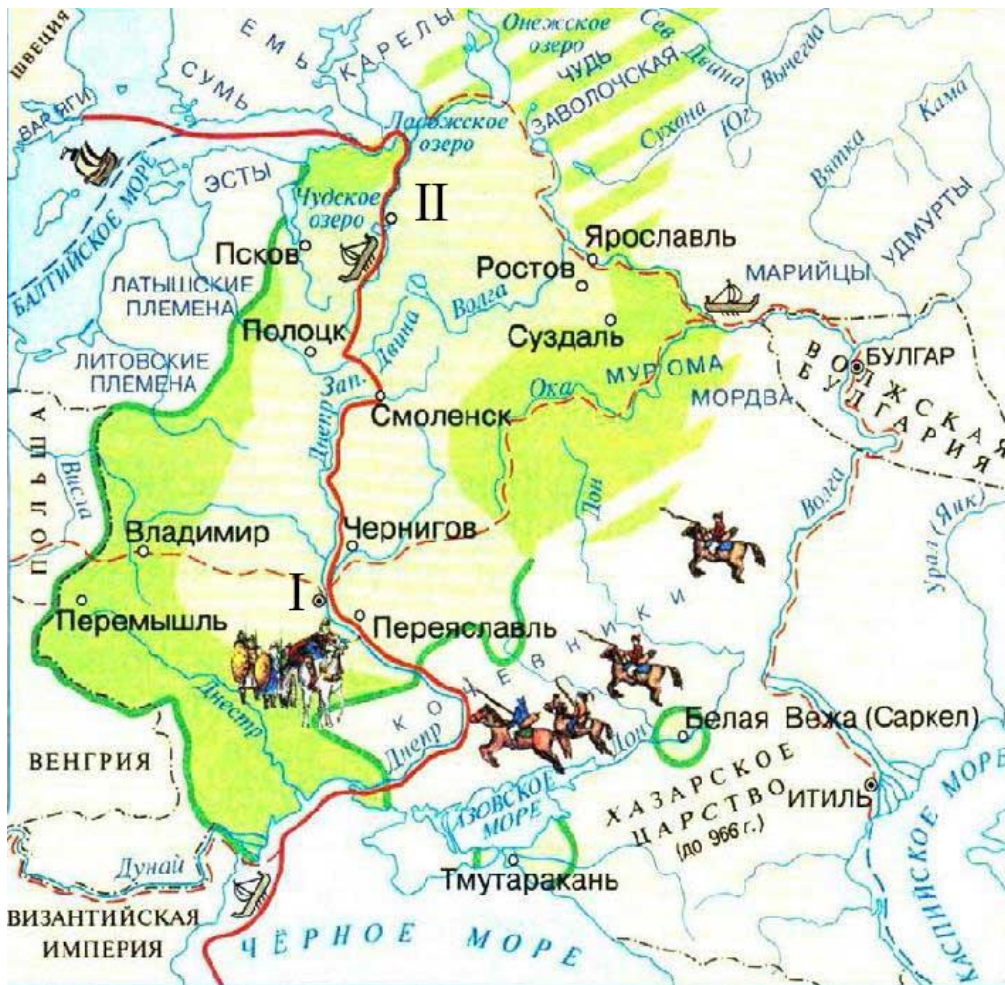 ШВЕЦИЯ
ЕМЬ
КАРЕЛЫ
Онежское
озеро
Сев. Двина
Вычегда
СУМЬ
ЧУДЬ
ЗАВОЛОЧСКАЯ
Кама
ВАРЯГИ
Ладожское
озеро
Сухона
Юг
Вятка
ЭСТЫ
Чудское
озеро
II
УДМУРТЫ
БАЛТИЙСКОЕ МОРЕ
Псков
Ярославль
Ростов
МАРИЙЦЫ
ЛАТЫШСКИЕ
ПЛЕМЕНА
Волга
Полоцк
Суздаль
Зап. Двина
ЛИТОВСКИЕ
ПЛЕМЕНА
МУРОМА
БУЛГАР
Ока
МОРДВА
ВОЛЖСКАЯ
БУЛГАРИЯ
Смоленск
Днепр
ПОЛЬША
Висла
Дон
Волга
Урал (Яик)
Владимир
Чернигов
I
Перемышль
Переяславль
КОЧЕВНИКИ
Днестр
Днепр
Дон
Белая Вежа (Саркел)
ВЕНГРИЯ
АЗОВСКОЕ
МОРЕ
ХАЗАРСКОЕ
ЦАРСТВО
(до 966 г.)
ИТИЛЬ
Дунай
Тмутаракань
КАСПИЙСКОЕ МОРЕ
ВИЗАНТИЙСКАЯ
ИМПЕРИЯ
ЧЁРНОЕ МОРЕ